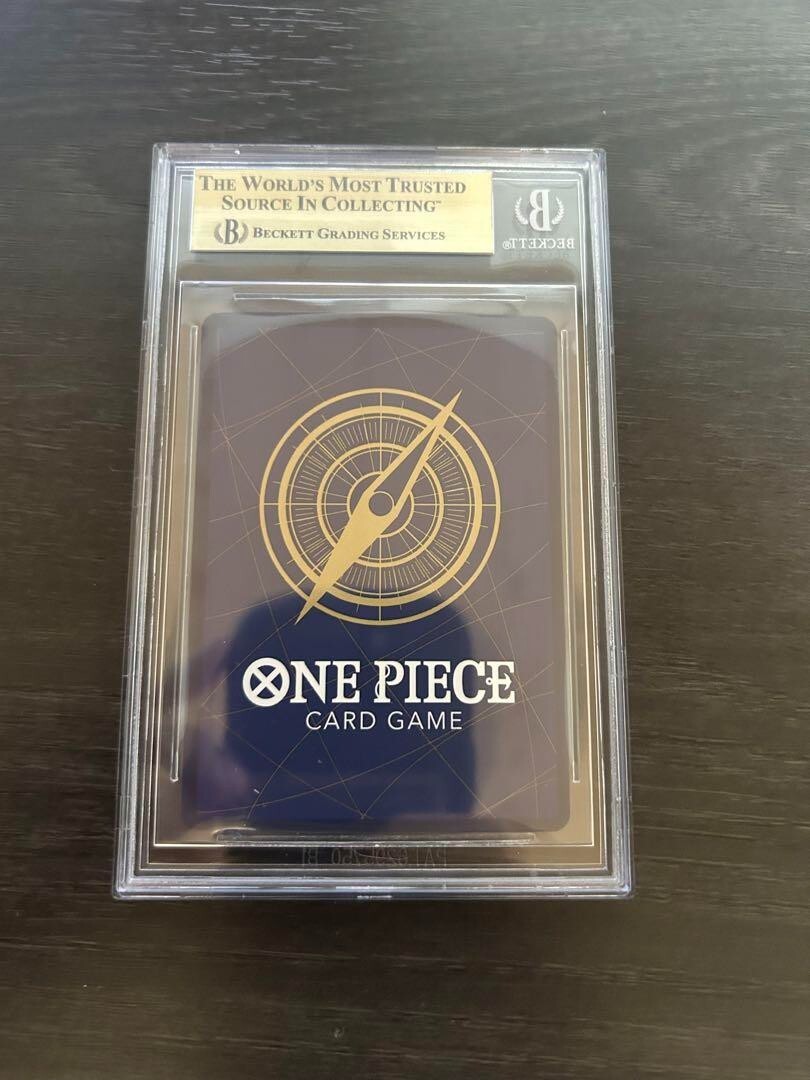 THE WORLD'S MOST TRUSTED
SOURCE IN COLLECTING™
B BECKETT GRADING SERVICES
B
BECKETT®
ONE PIECE
CARD GAME